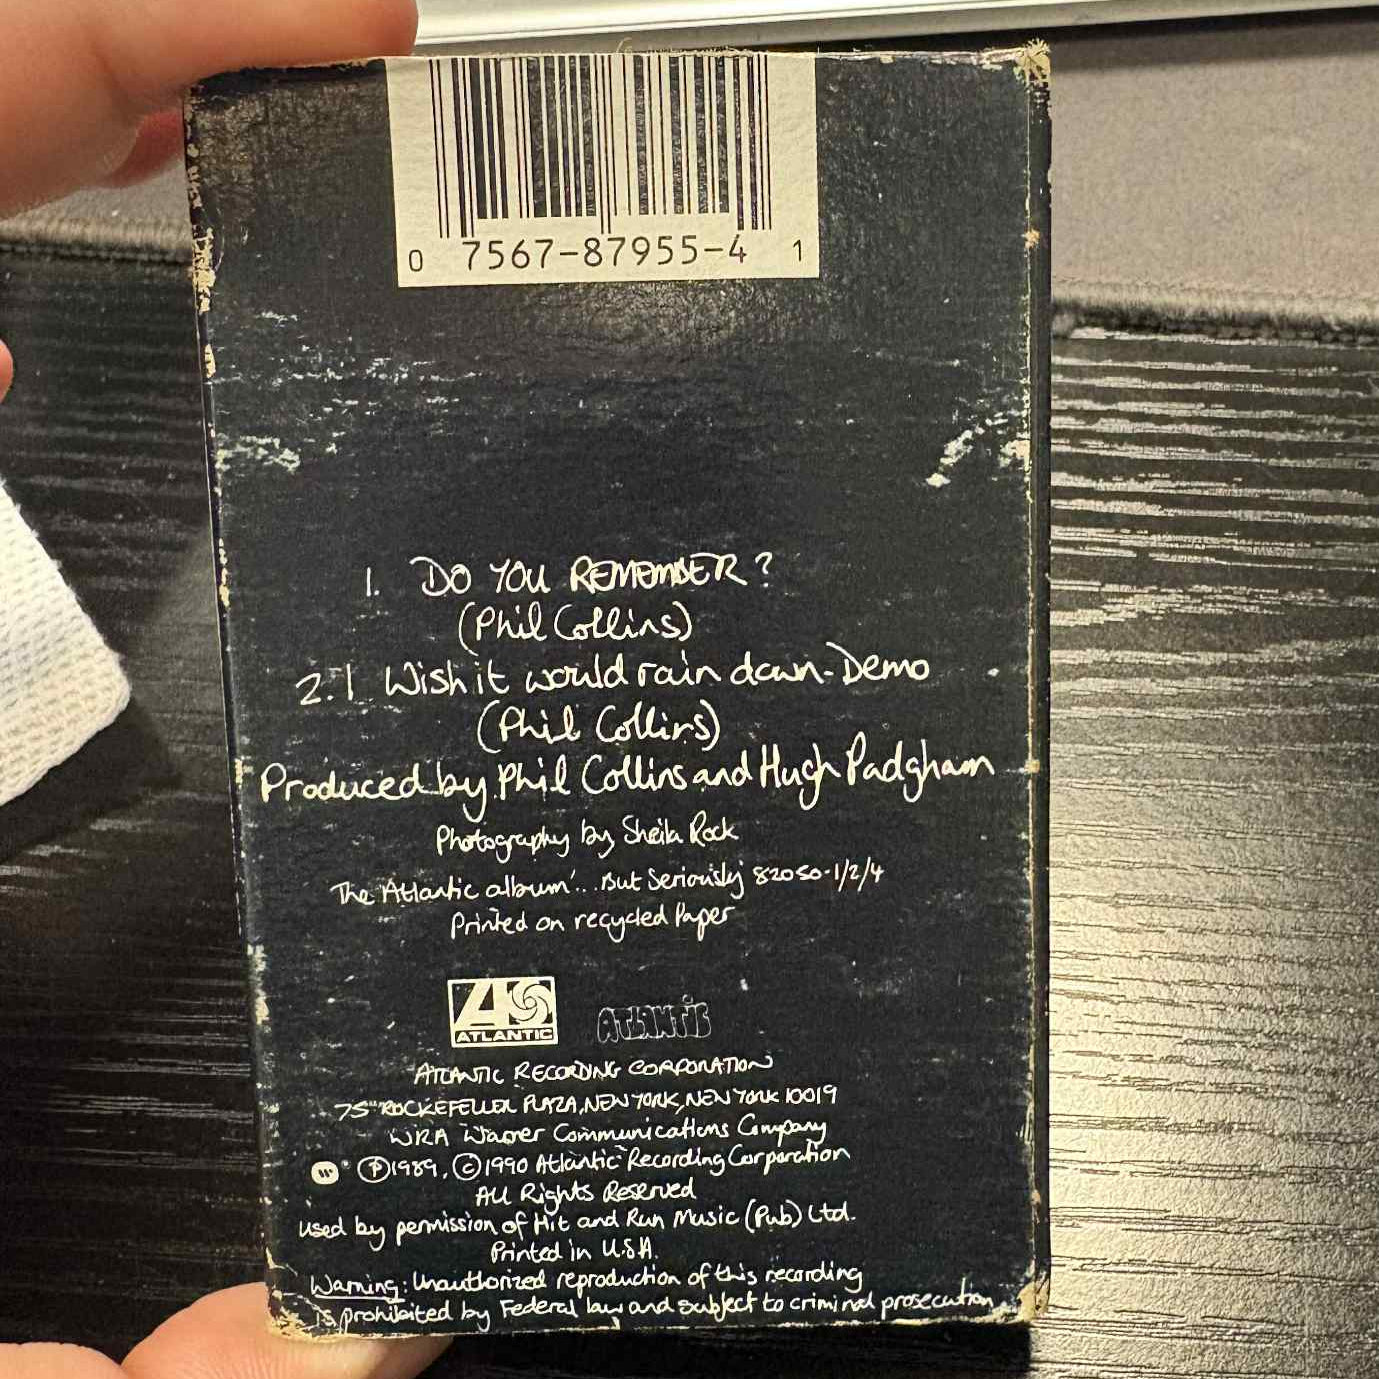 0 7567-87955-4 1
1. DO YOU REMEMBER?
(Phil Collins)
2. I Wish it would rain down-Demo
(Phil Collins)
Produced by Phil Collins and Hugh Padgham
Photography by Sheila Rock
The Atlantic album '...But Seriously' 82050-1/2/4
Printed on recycled Paper
ATLANTIC ATLANTIS
ATLANTIC RECORDING CORPORATION
75 ROCKEFELLER PLAZA, NEW YORK, NEW YORK 10019
Warner Communications Company
℗1989, ©1990 Atlantic Recording Corporation
All Rights Reserved
used by permission of Hit and Run Music (Pub) Ltd.
Printed in U.S.A.
Warning: Unauthorized reproduction of this recording
is prohibited by Federal law and subject to criminal prosecution